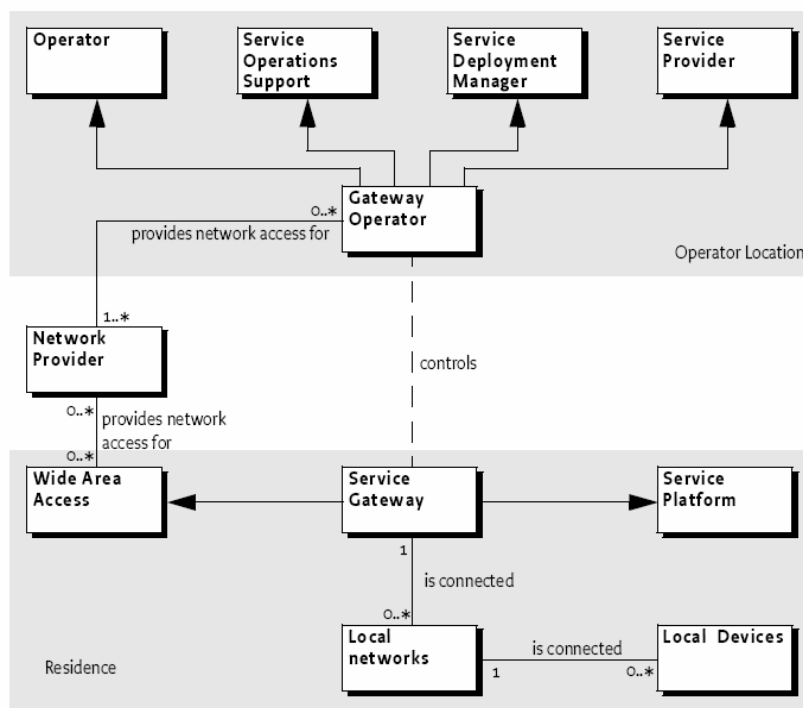 Operator
Service
Operations
Support
Service
Deployment
Manager
Service
Provider
Gateway
Operator
0..*
provides network access for
Operator Location
1..*
Network
Provider
controls
0..*
provides network
access for
0..*
Wide Area
Access
Service
Gateway
Service
Platform
1
is connected
0..*
Local
networks
is connected
1
0..*
Local Devices
Residence